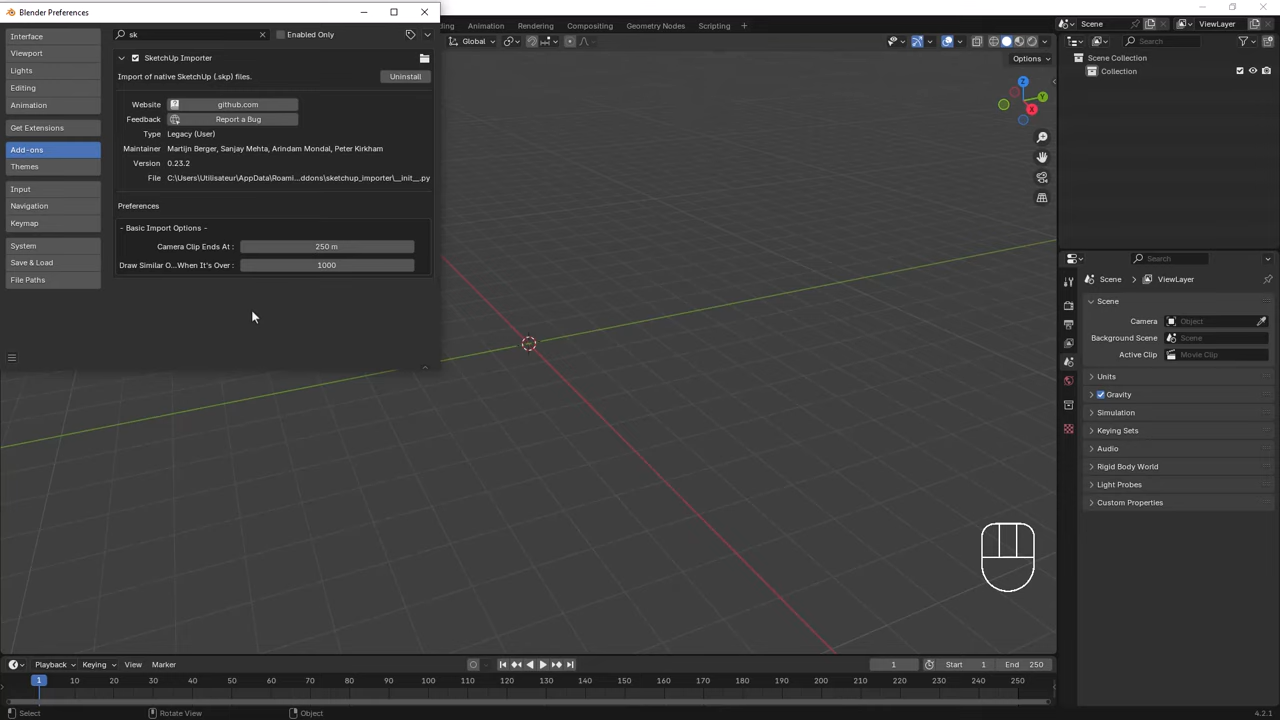 Blender Preferences
Interface
Viewport
Lights
Editing
Animation
Get Extensions
Add-ons
Themes
Input
Navigation
Keymap
System
Save & Load
File Paths
sk
Enabled Only
SketchUp Importer
Import of native SketchUp (.skp) files.
Uninstall
Website
github.com
Feedback
Report a Bug
Type Legacy (User)
Maintainer Martijn Berger, Sanjay Mehta, Arindam Mondal, Peter Kirkham
Version 0.23.2
File C:\Users\Utilisateur\AppData\Roami...ddons\sketchup_importer\__init__.py
Preferences
- Basic Import Options -
Camera Clip Ends At : 250 m
Draw Similar O...When It's Over : 1000
Animation Rendering Compositing Geometry Nodes Scripting +
Global
Options
Z
Y
X
Scene
ViewLayer
Search
Scene Collection
Collection
Search
Scene
ViewLayer
Scene
Camera Object
Background Scene Scene
Active Clip Movie Clip
Units
Gravity
Simulation
Keying Sets
Audio
Rigid Body World
Light Probes
Custom Properties
Playback Keying View Marker
1 Start 1 End 250
1 10 20 30 40 50 60 70 80 90 100 110 120 130 140 150 160 170 180 190 200 210 220 230 240 250
Select Rotate View Object
4.2.1